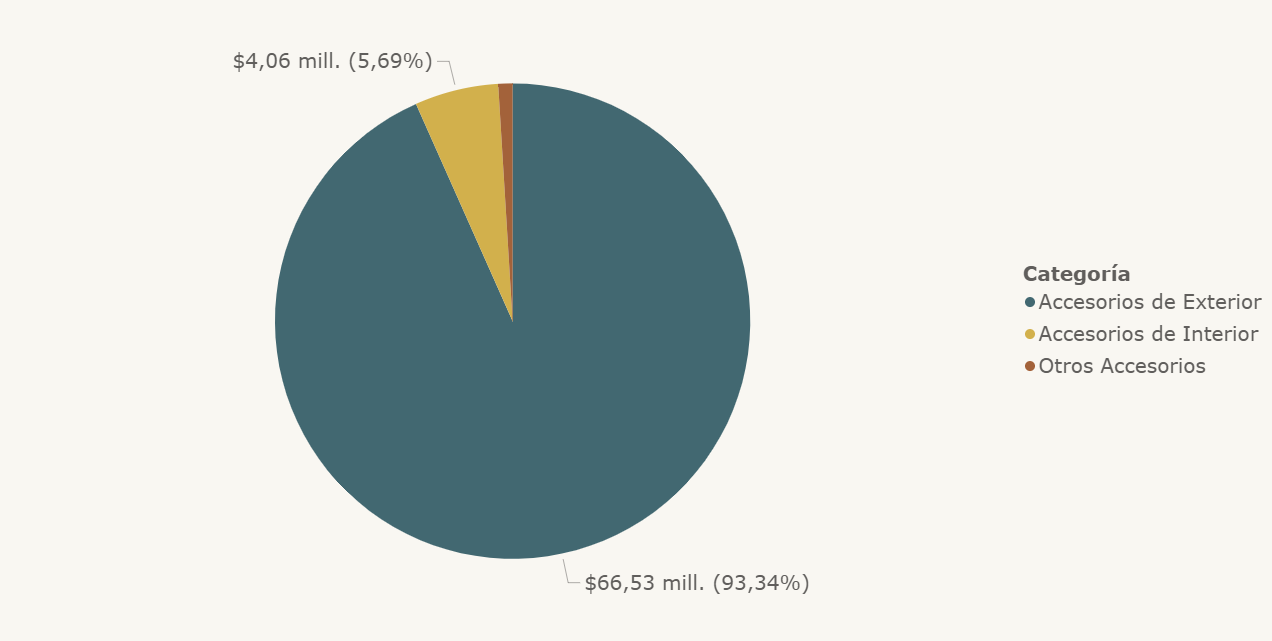 $4,06 mill. (5,69%)
Categoría
Accesorios de Exterior
Accesorios de Interior
Otros Accesorios
$66,53 mill. (93,34%)